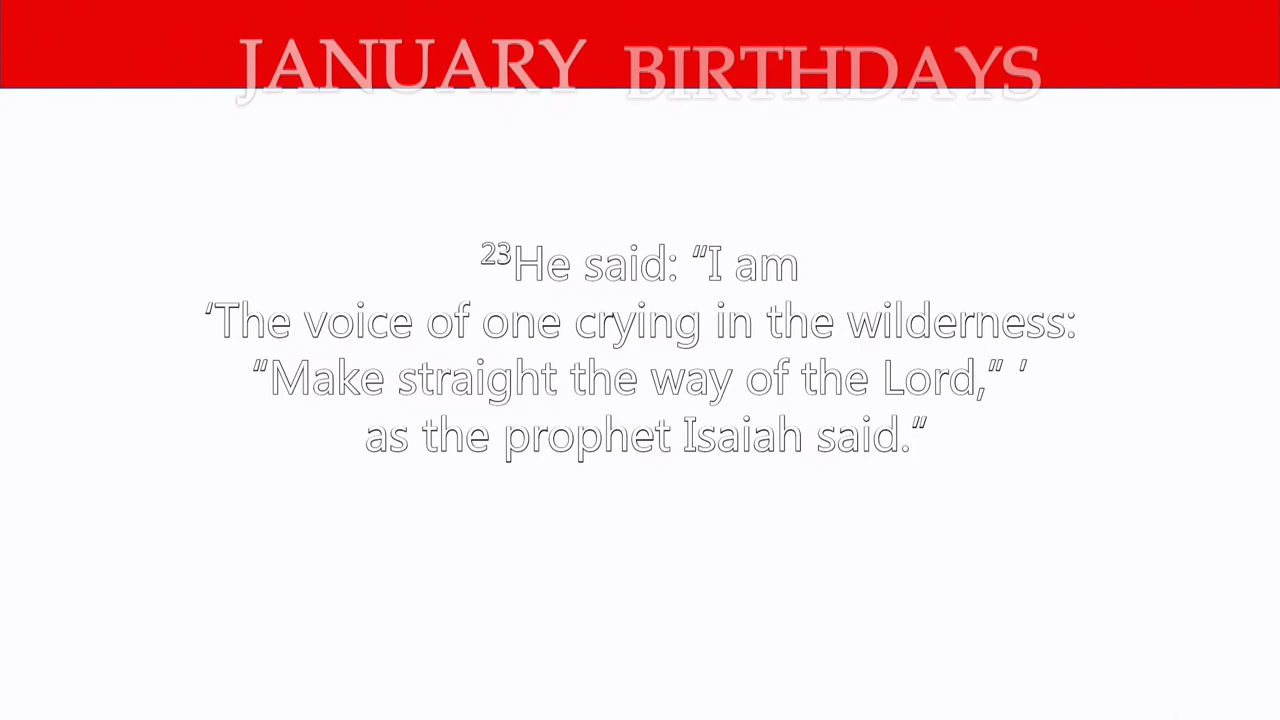 JANUARY BIRTHDAYS
²³He said: “I am
‘The voice of one crying in the wilderness:
“Make straight the way of the Lord,” ’
as the prophet Isaiah said.”